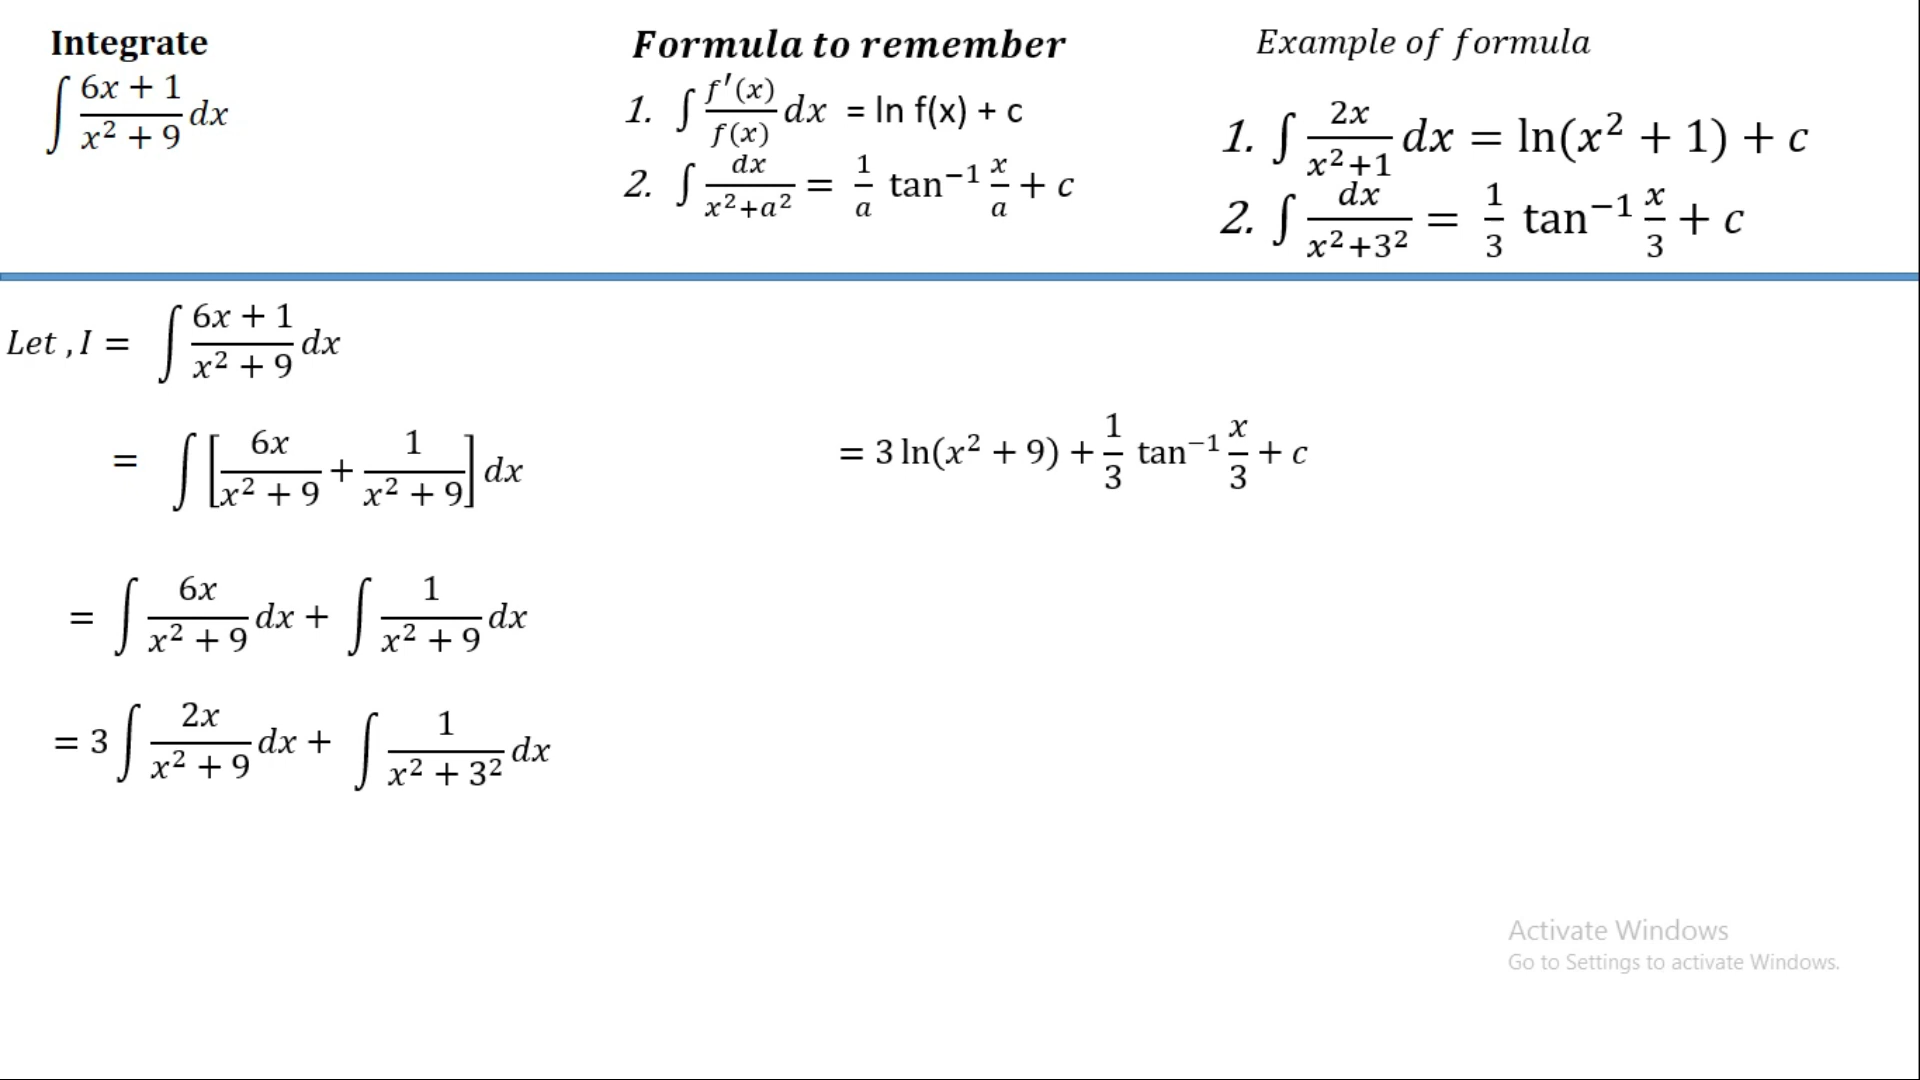 Integrate
∫ (6x + 1)/(x² + 9) dx
Formula to remember
1. ∫ f′(x)/f(x) dx = ln f(x) + c
2. ∫ dx/(x²+a²) = 1/a tan⁻¹ x/a + c
Example of formula
1. ∫ 2x/(x²+1) dx = ln(x² + 1) + c
2. ∫ dx/(x²+3²) = 1/3 tan⁻¹ x/3 + c
Let , I = ∫ (6x + 1)/(x² + 9) dx
= ∫ [6x/(x² + 9) + 1/(x² + 9)] dx
= ∫ 6x/(x² + 9) dx + ∫ 1/(x² + 9) dx
= 3 ∫ 2x/(x² + 9) dx + ∫ 1/(x² + 3²) dx
= 3 ln(x² + 9) + 1/3 tan⁻¹ x/3 + c
Activate Windows
Go to Settings to activate Windows.